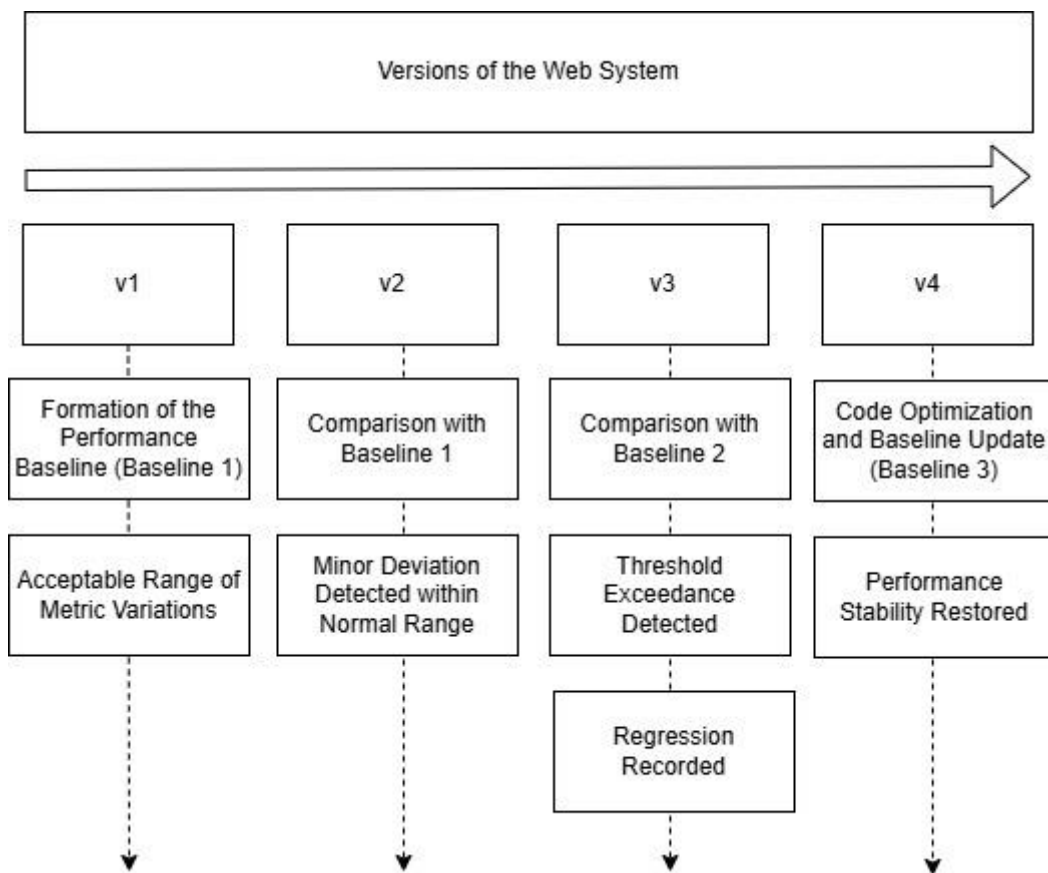 Versions of the Web System
v1
v2
v3
v4
Formation of the
Performance
Baseline (Baseline 1)
Comparison with
Baseline 1
Comparison with
Baseline 2
Code Optimization
and Baseline Update
(Baseline 3)
Acceptable Range of
Metric Variations
Minor Deviation
Detected within
Normal Range
Threshold
Exceedance
Detected
Performance
Stability Restored
Regression
Recorded